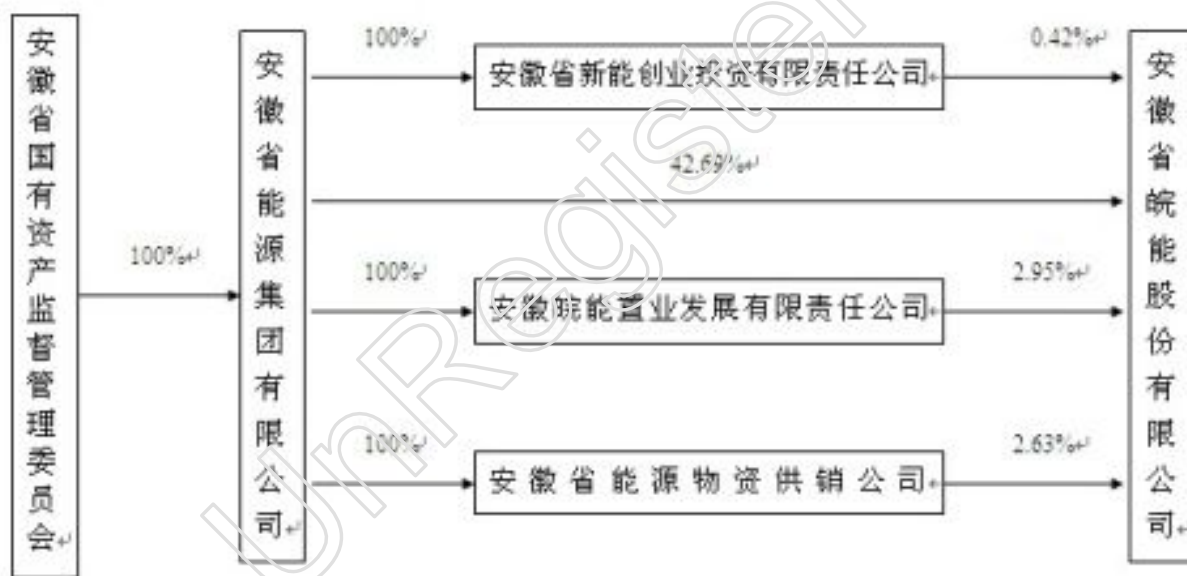 安徽省国有资产监督管理委员会
100%
安徽省能源集团有限公司
100%
安徽省新能创业投资有限责任公司
0.42%
42.69%
100%
安徽皖能置业发展有限责任公司
2.95%
100%
安徽省能源物资供销公司
2.63%
安徽省皖能股份有限公司
UnRegister